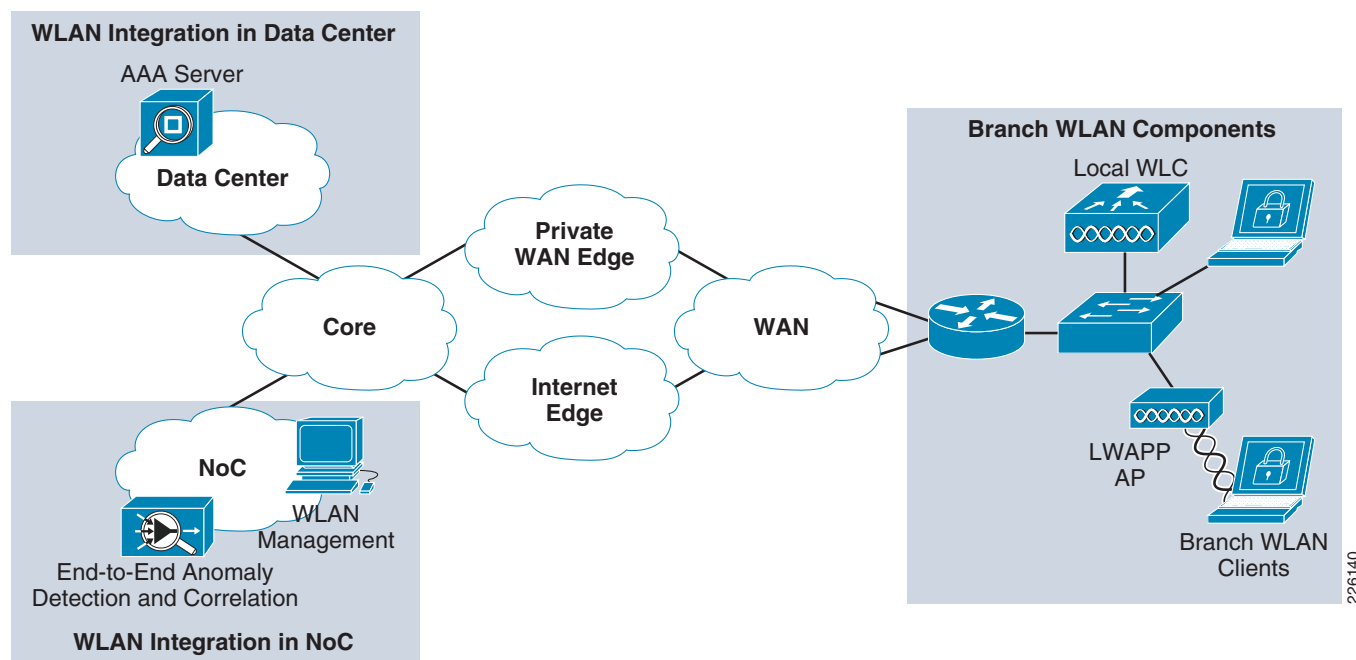 WLAN Integration in Data Center
AAA Server
Data Center
Core
Private
WAN Edge
Internet
Edge
WAN
NoC
WLAN
Management
End-to-End Anomaly
Detection and Correlation
WLAN Integration in NoC
Branch WLAN Components
Local WLC
LWAPP
AP
Branch WLAN
Clients
226140